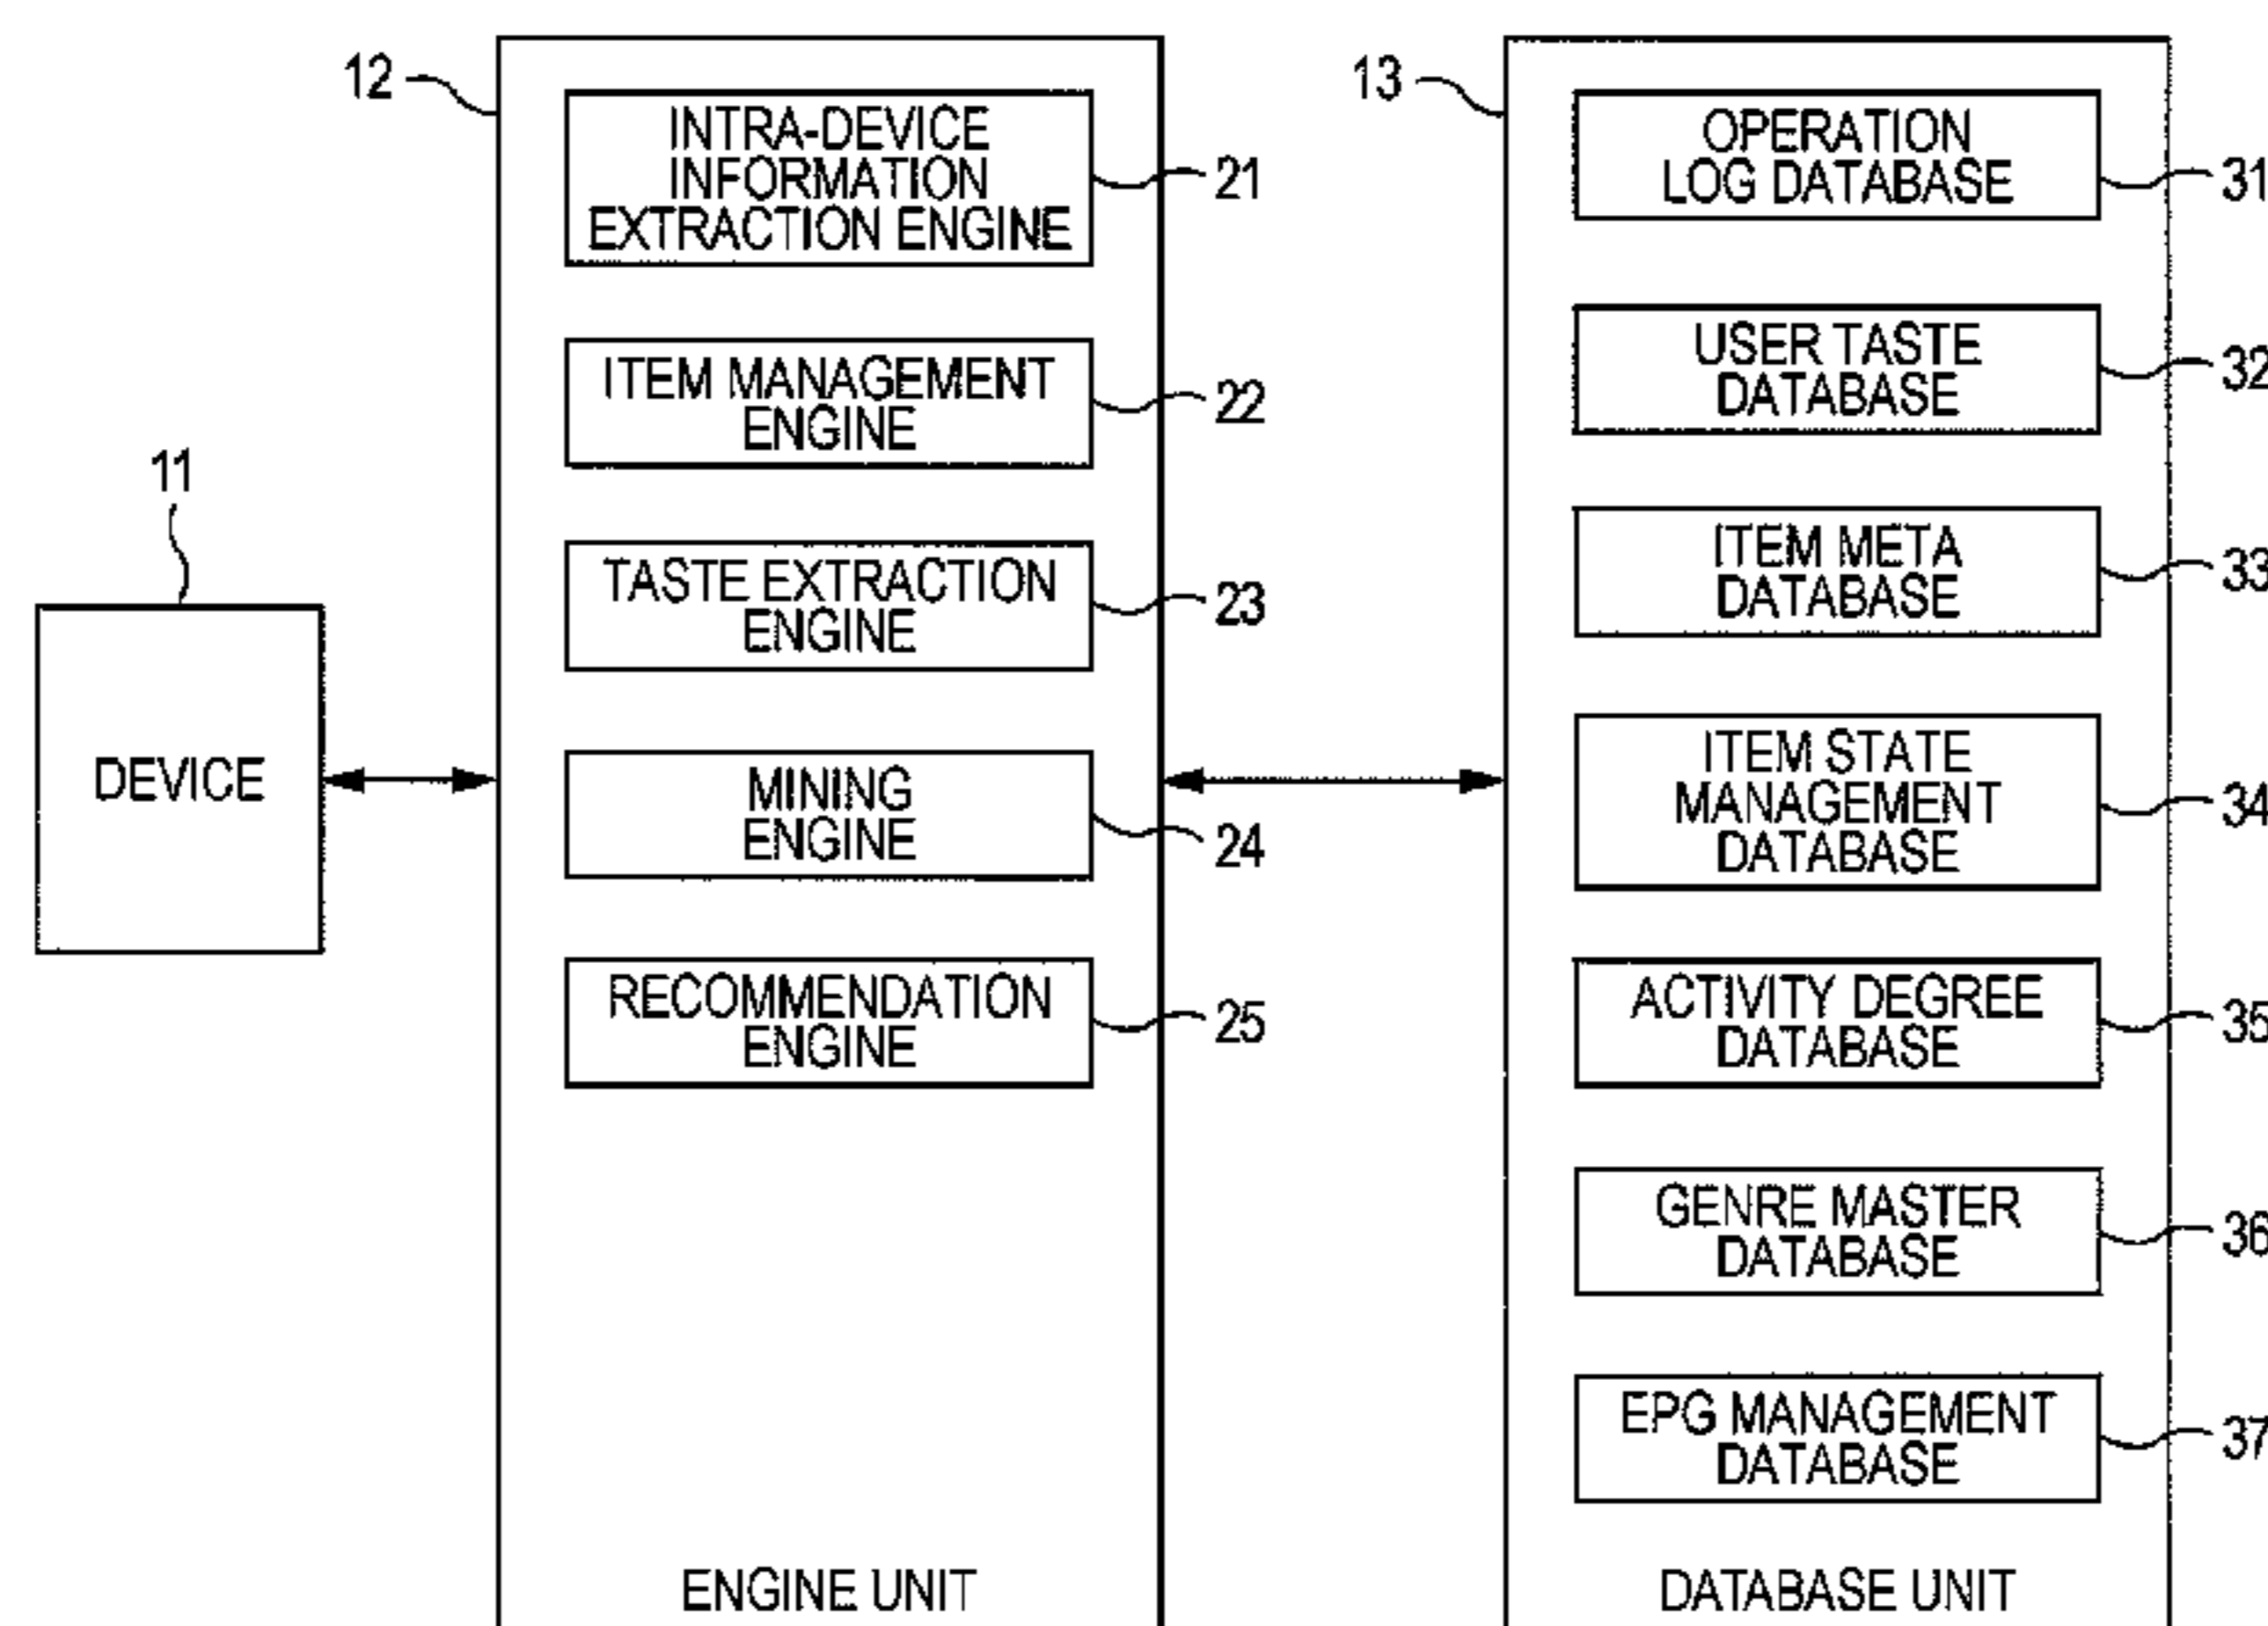 11
DEVICE
12
INTRA-DEVICE
INFORMATION
EXTRACTION ENGINE
21
ITEM MANAGEMENT
ENGINE
22
TASTE EXTRACTION
ENGINE
23
MINING
ENGINE
24
RECOMMENDATION
ENGINE
25
ENGINE UNIT
13
OPERATION
LOG DATABASE
31
USER TASTE
DATABASE
32
ITEM META
DATABASE
33
ITEM STATE
MANAGEMENT
DATABASE
34
ACTIVITY DEGREE
DATABASE
35
GENRE MASTER
DATABASE
36
EPG MANAGEMENT
DATABASE
37
DATABASE UNIT